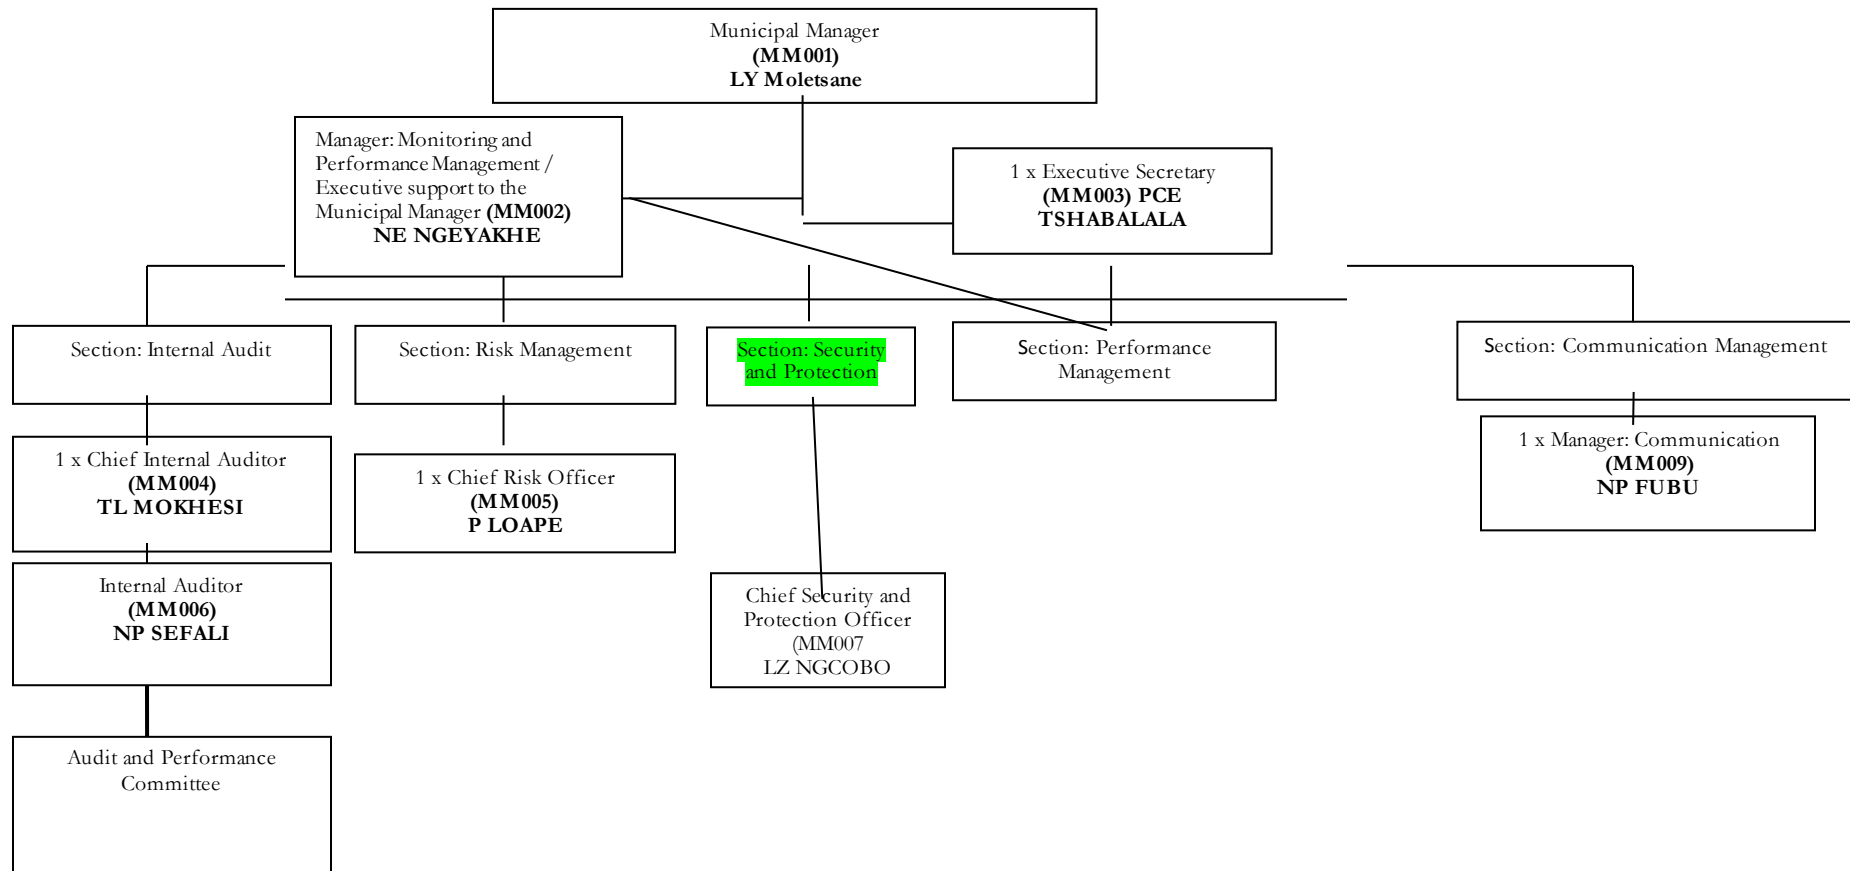 Municipal Manager
(MM001)
LY Moletsane
Manager: Monitoring and
Performance Management /
Executive support to the
Municipal Manager (MM002)
NE NGEYAKHE
1 x Executive Secretary
(MM003) PCE
TSHABALALA
Section: Internal Audit
Section: Risk Management
Section: Security
and Protection
Section: Performance
Management
Section: Communication Management
1 x Chief Internal Auditor
(MM004)
TL MOKHESI
1 x Chief Risk Officer
(MM005)
P LOAPE
1 x Manager: Communication
(MM009)
NP FUBU
Internal Auditor
(MM006)
NP SEFALI
Chief Security and
Protection Officer
(MM007
LZ NGCOBO
Audit and Performance
Committee